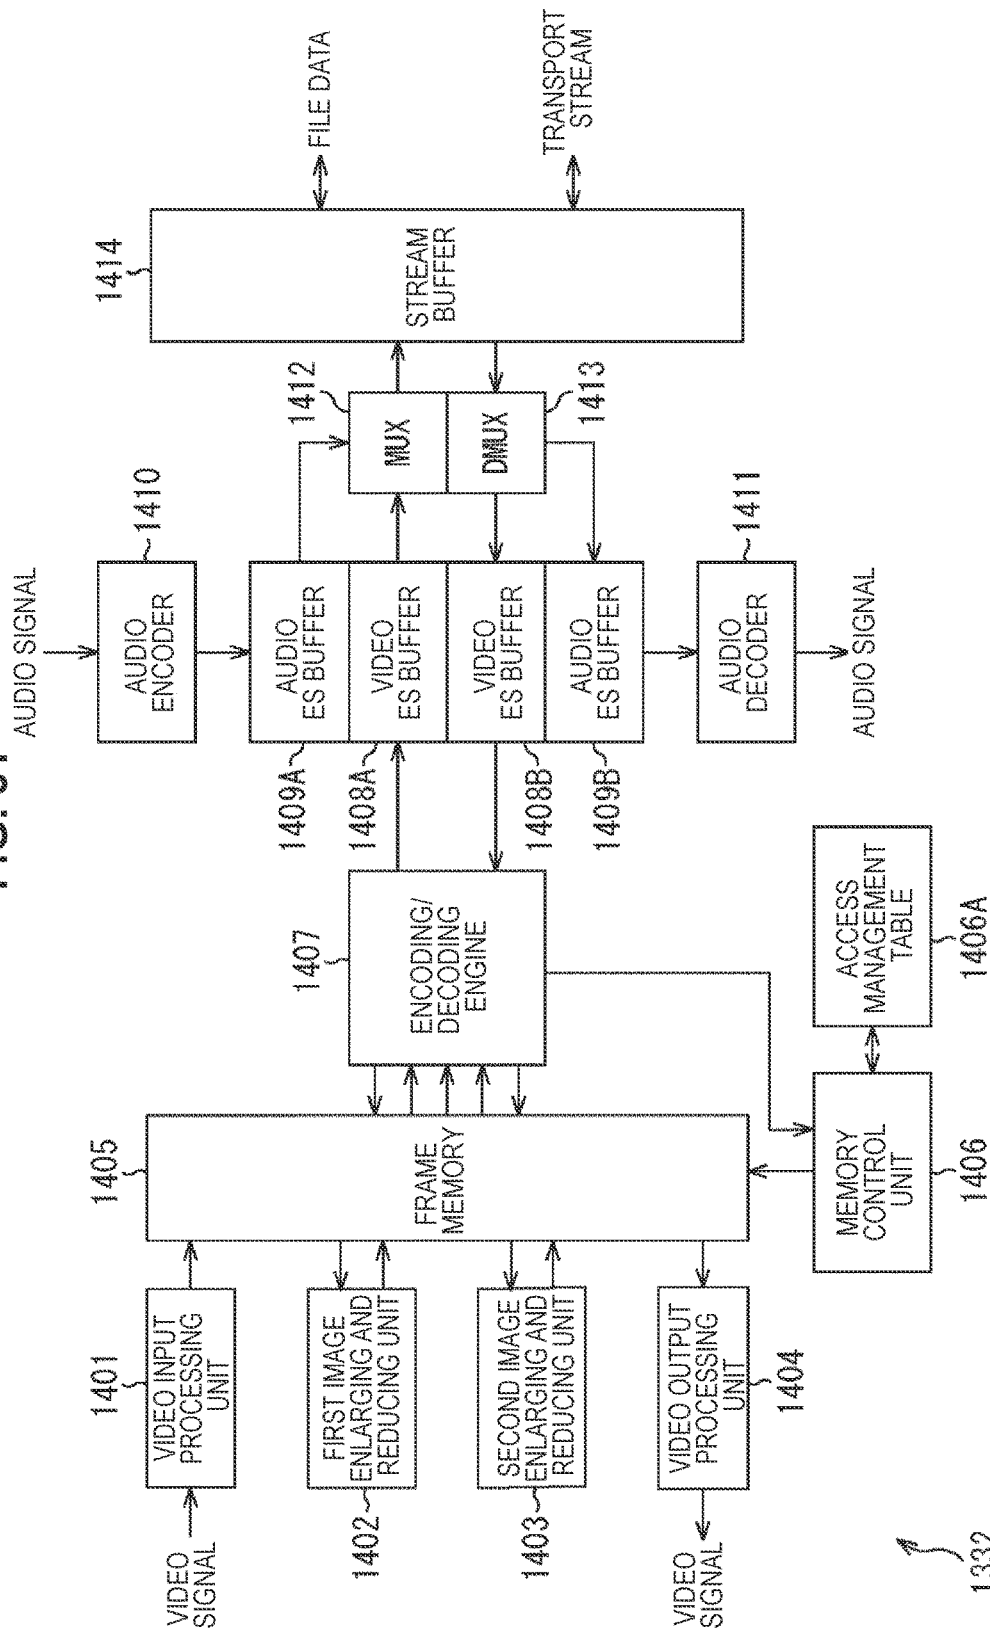 VIDEO
SIGNAL
1401
VIDEO INPUT
PROCESSING
UNIT
1402
FIRST IMAGE
ENLARGING AND
REDUCING UNIT
1403
SECOND IMAGE
ENLARGING AND
REDUCING UNIT
VIDEO
SIGNAL
1404
VIDEO OUTPUT
PROCESSING
UNIT
1405
FRAME
MEMORY
1406
MEMORY
CONTROL
UNIT
1406A
ACCESS
MANAGEMENT
TABLE
1407
ENCODING/
DECODING
ENGINE
AUDIO SIGNAL
1410
AUDIO
ENCODER
1409A
AUDIO
ES BUFFER
1408A
VIDEO
ES BUFFER
1408B
VIDEO
ES BUFFER
1409B
AUDIO
ES BUFFER
1411
AUDIO
DECODER
AUDIO SIGNAL
1412
MUX
DMUX
1413
1414
STREAM
BUFFER
FILE DATA
TRANSPORT
STREAM
1332